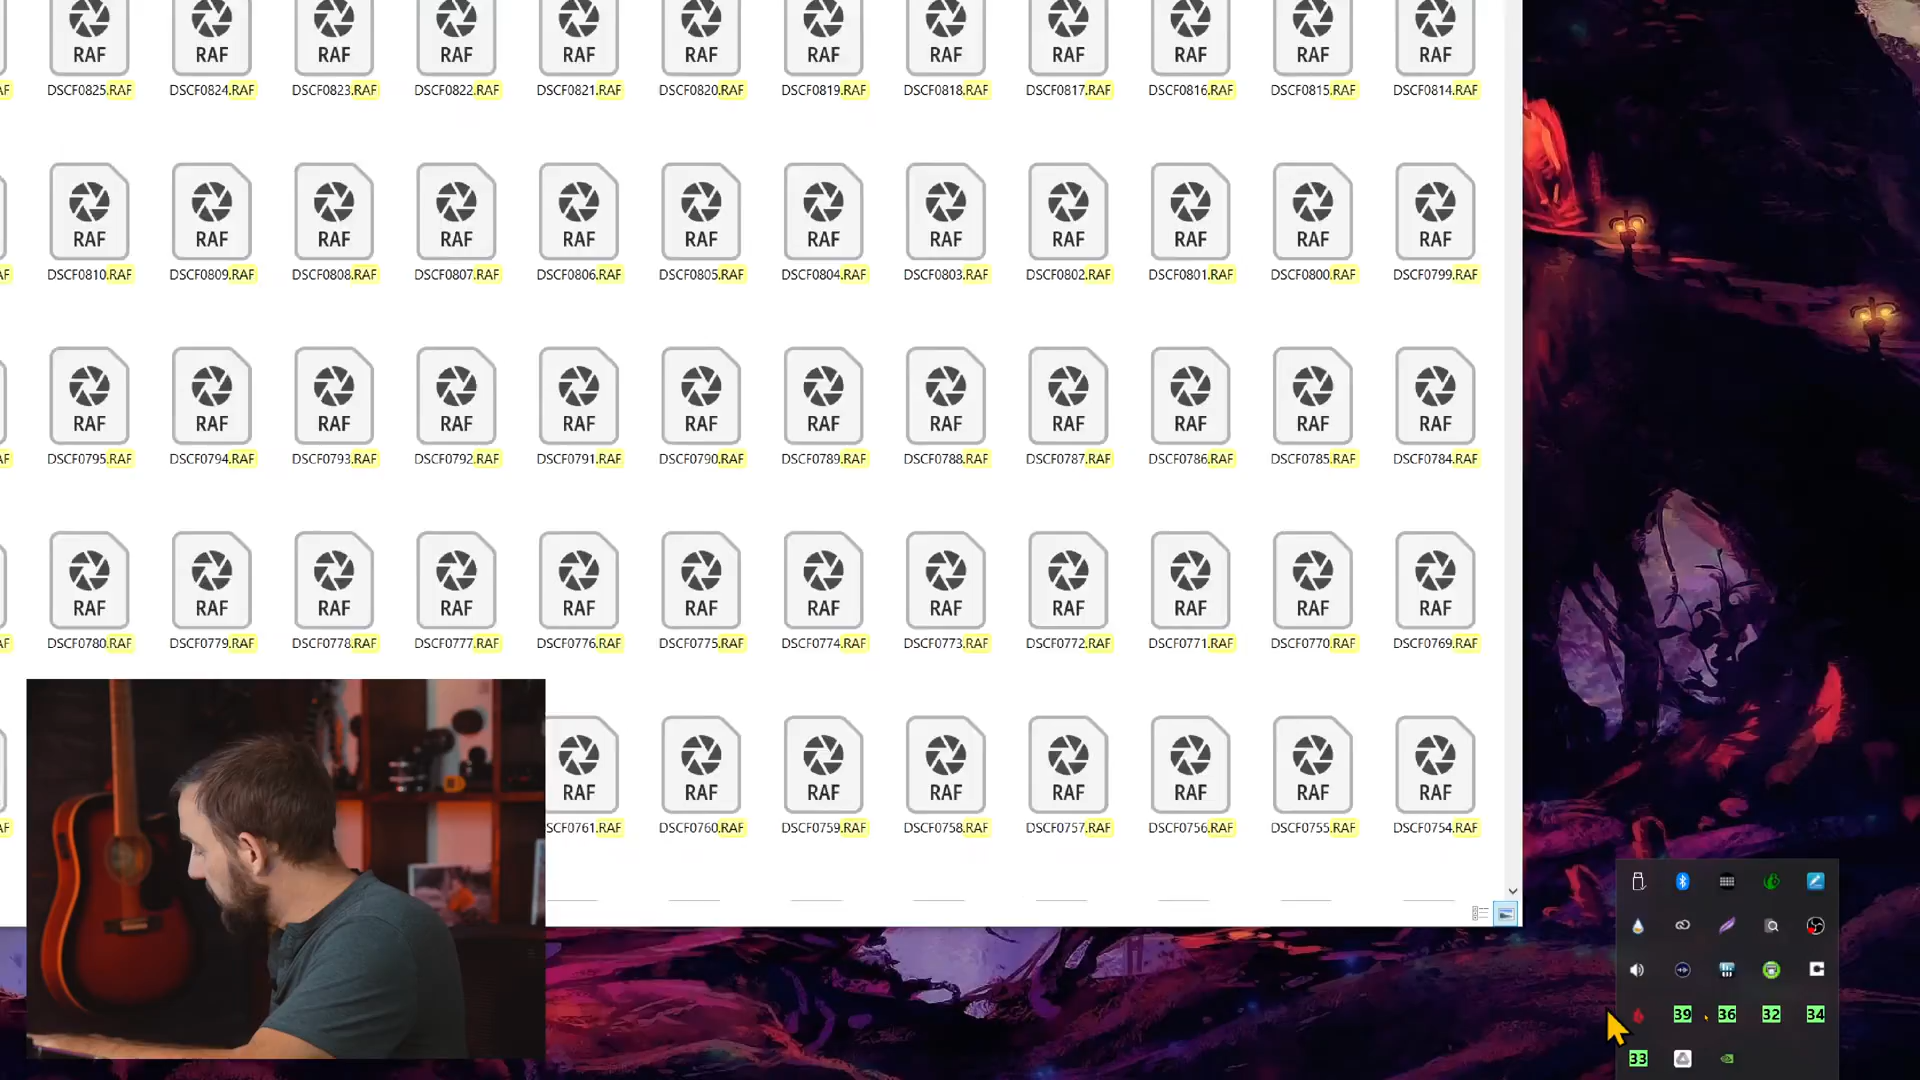 RAF RAF RAF RAF RAF RAF RAF RAF RAF RAF RAF RAF
AF DSCF0825.RAF DSCF0824.RAF DSCF0823.RAF DSCF0822.RAF DSCF0821.RAF DSCF0820.RAF DSCF0819.RAF DSCF0818.RAF DSCF0817.RAF DSCF0816.RAF DSCF0815.RAF DSCF0814.RAF
RAF RAF RAF RAF RAF RAF RAF RAF RAF RAF RAF RAF
AF DSCF0810.RAF DSCF0809.RAF DSCF0808.RAF DSCF0807.RAF DSCF0806.RAF DSCF0805.RAF DSCF0804.RAF DSCF0803.RAF DSCF0802.RAF DSCF0801.RAF DSCF0800.RAF DSCF0799.RAF
RAF RAF RAF RAF RAF RAF RAF RAF RAF RAF RAF RAF
AF DSCF0795.RAF DSCF0794.RAF DSCF0793.RAF DSCF0792.RAF DSCF0791.RAF DSCF0790.RAF DSCF0789.RAF DSCF0788.RAF DSCF0787.RAF DSCF0786.RAF DSCF0785.RAF DSCF0784.RAF
RAF RAF RAF RAF RAF RAF RAF RAF RAF RAF RAF RAF
AF DSCF0780.RAF DSCF0779.RAF DSCF0778.RAF DSCF0777.RAF DSCF0776.RAF DSCF0775.RAF DSCF0774.RAF DSCF0773.RAF DSCF0772.RAF DSCF0771.RAF DSCF0770.RAF DSCF0769.RAF
RAF RAF RAF RAF RAF RAF RAF RAF
AF SCF0761.RAF DSCF0760.RAF DSCF0759.RAF DSCF0758.RAF DSCF0757.RAF DSCF0756.RAF DSCF0755.RAF DSCF0754.RAF
39 36 32 34
33